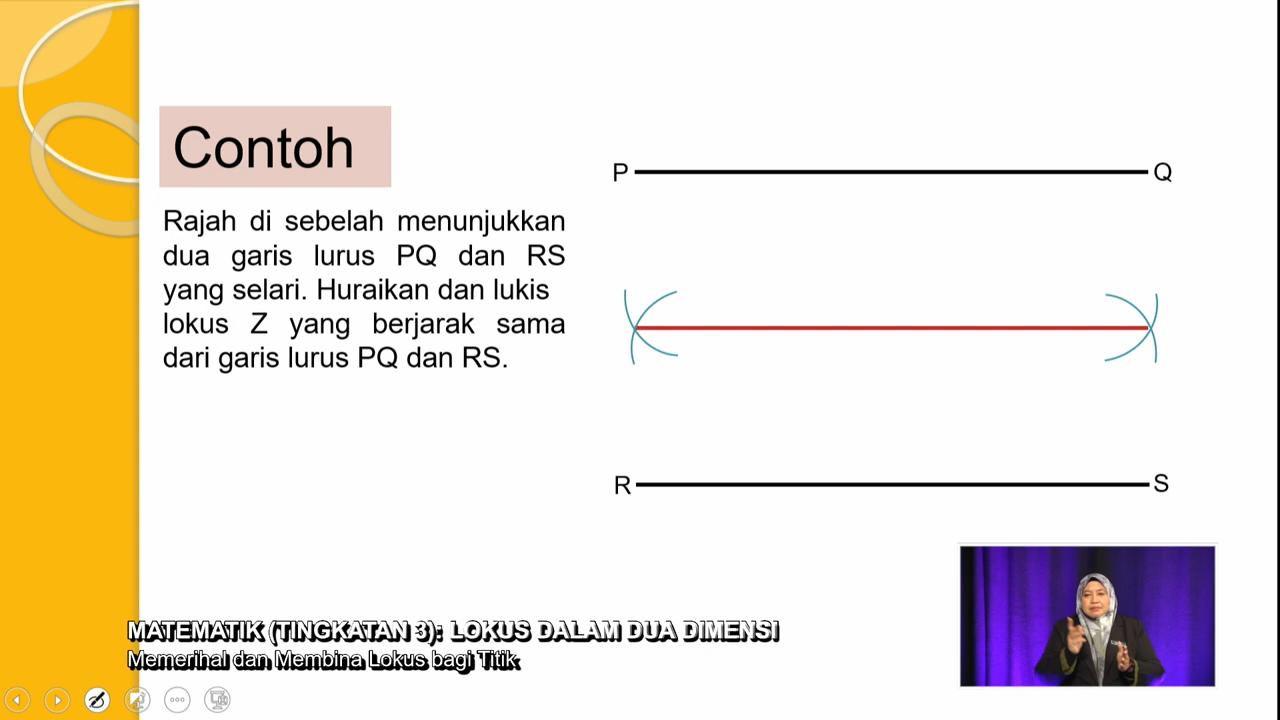 Contoh
Rajah di sebelah menunjukkan
dua garis lurus PQ dan RS
yang selari. Huraikan dan lukis
lokus Z yang berjarak sama
dari garis lurus PQ dan RS.
P
Q
R
S
MATEMATIK (TINGKATAN 3): LOKUS DALAM DUA DIMENSI
Memerihal dan Membina Lokus bagi Titik